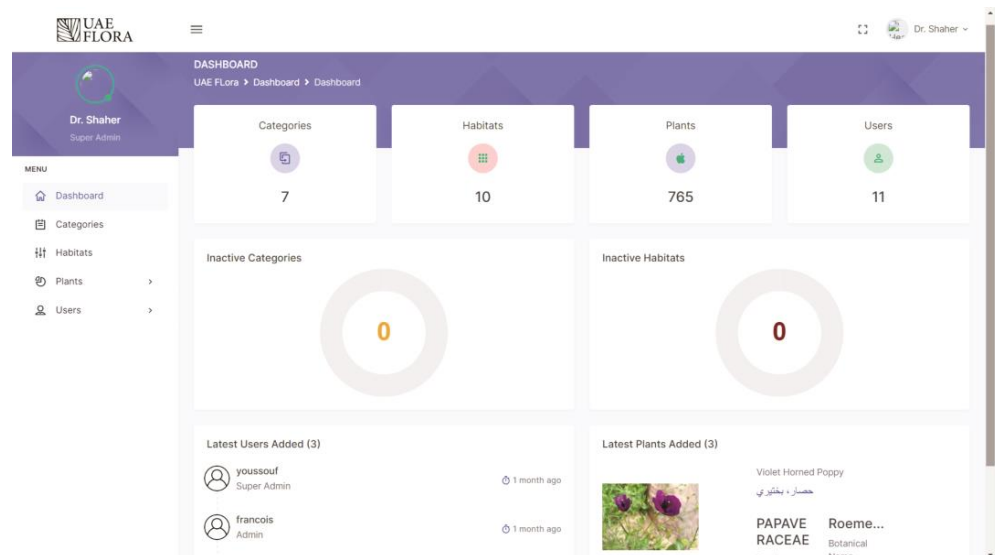 UAE
FLORA
Dr. Shaher
DASHBOARD
UAE FLora > Dashboard > Dashboard
Dr. Shaher
Super Admin
MENU
Dashboard
Categories
Habitats
Plants
Users
Categories
7
Habitats
10
Plants
765
Users
11
Inactive Categories
0
Inactive Habitats
0
Latest Users Added (3)
youssouf
Super Admin
1 month ago
francois
Admin
1 month ago
Latest Plants Added (3)
Violet Horned Poppy
حصار، بختيري
PAPAVE
RACEAE
Roeme...
Botanical